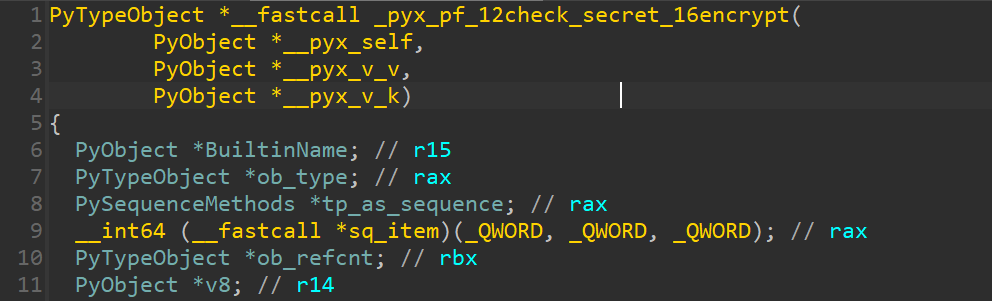 1 PyTypeObject *__fastcall _pyx_pf_12check_secret_16encrypt(
2 PyObject *__pyx_self,
3 PyObject *__pyx_v_v,
4 PyObject *__pyx_v_k)
5 {
6 PyObject *BuiltinName; // r15
7 PyTypeObject *ob_type; // rax
8 PySequenceMethods *tp_as_sequence; // rax
9 __int64 (__fastcall *sq_item)(_QWORD, _QWORD, _QWORD); // rax
10 PyTypeObject *ob_refcnt; // rbx
11 PyObject *v8; // r14